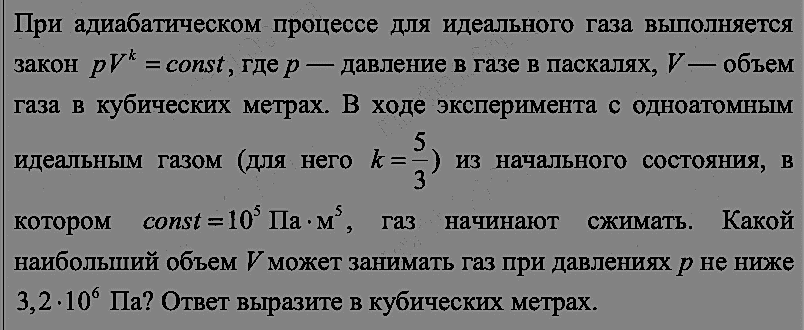 При адиабатическом процессе для идеального газа выполняется
закон pV^k = const, где p — давление в газе в паскалях, V — объем
газа в кубических метрах. В ходе эксперимента с одноатомным
идеальным газом (для него k = 5/3) из начального состояния, в
котором const = 10^5 Па · м^5, газ начинают сжимать. Какой
наибольший объем V может занимать газ при давлениях p не ниже
3,2 · 10^6 Па? Ответ выразите в кубических метрах.